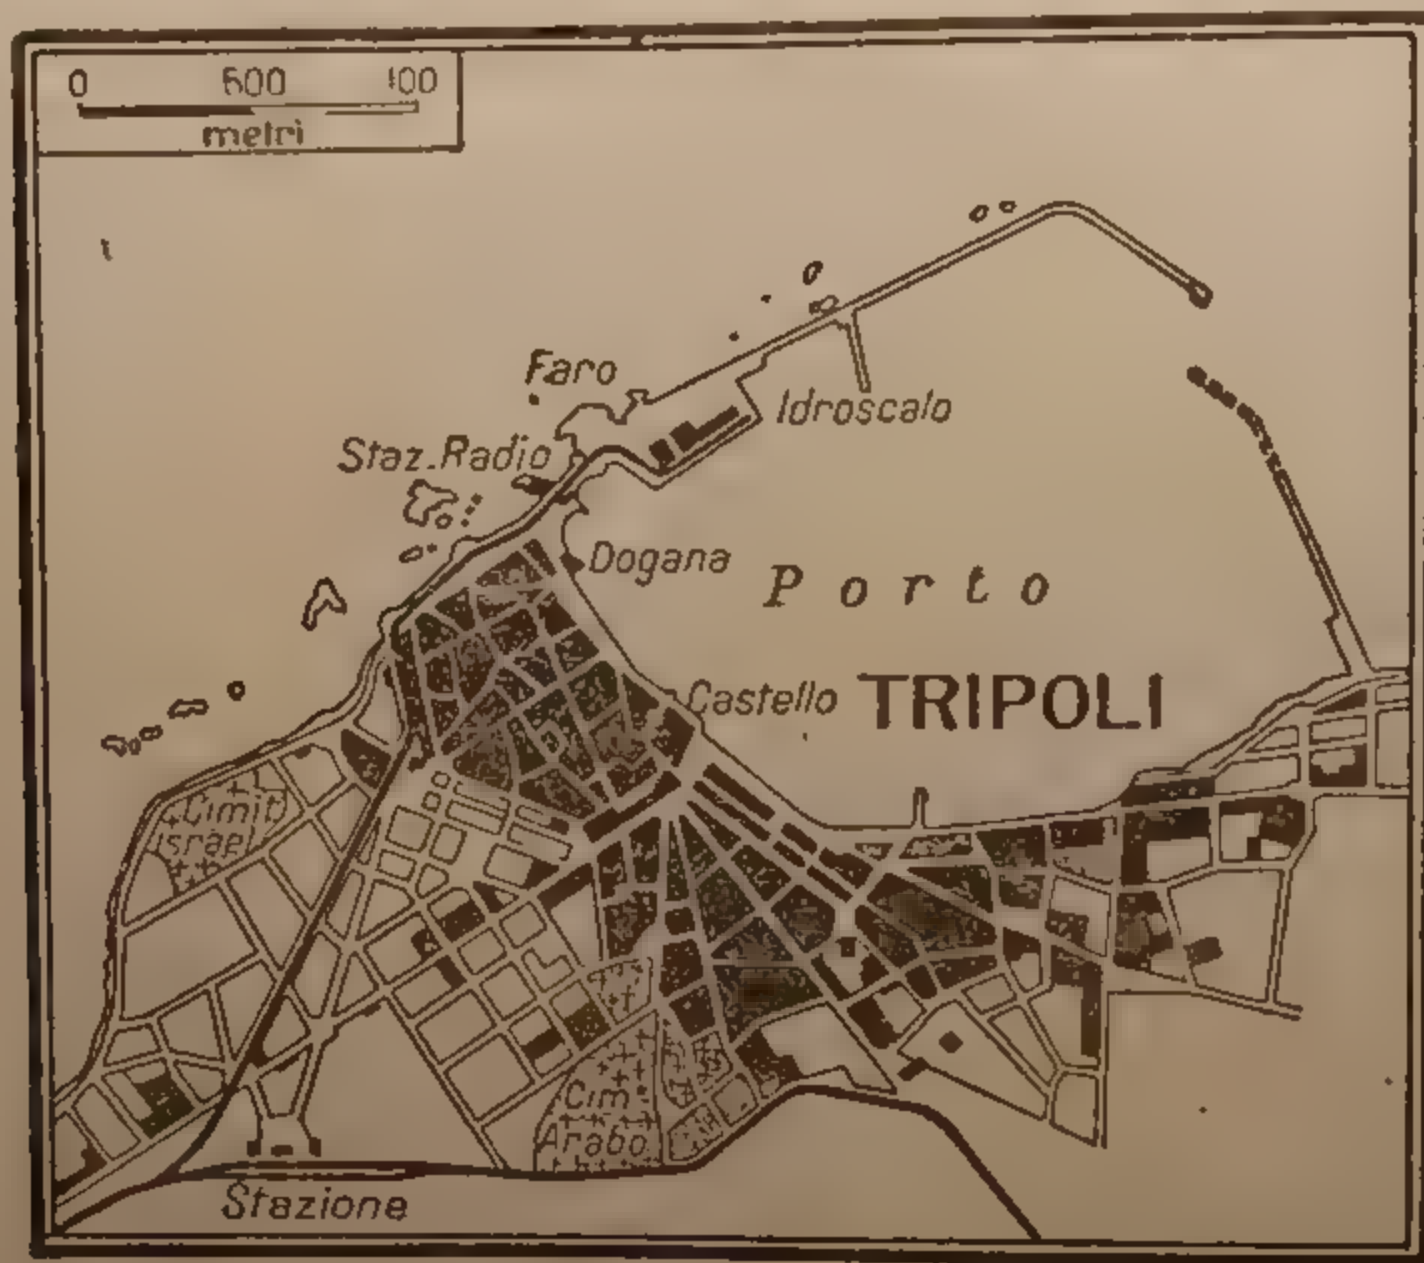 0 500 100
metri
Faro
Idroscalo
Staz.Radio
Dogana
Porto
Castello
TRIPOLI
Cimit.
Israel.
Cim.
Arabo
Stazione